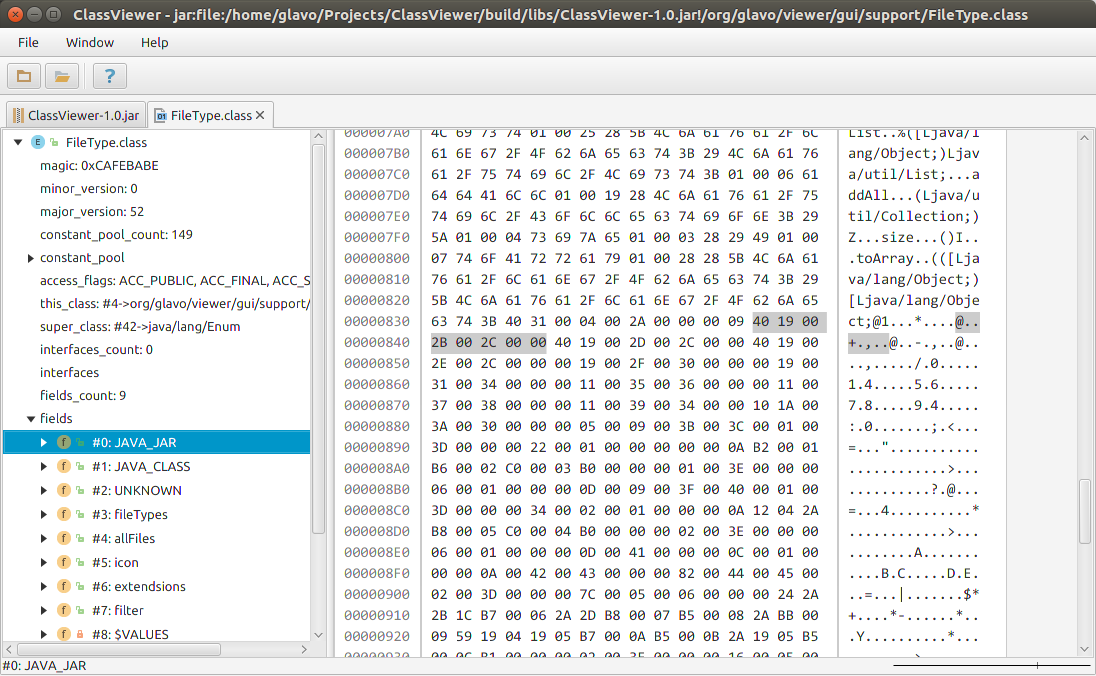 ClassViewer - jar:file:/home/glavo/Projects/ClassViewer/build/libs/ClassViewer-1.0.jar!/org/glavo/viewer/gui/support/FileType.class
File Window Help
?
ClassViewer-1.0.jar FileType.class
E FileType.class
magic: 0xCAFEBABE
minor_version: 0
major_version: 52
constant_pool_count: 149
constant_pool
access_flags: ACC_PUBLIC, ACC_FINAL, ACC_S
this_class: #4->org/glavo/viewer/gui/support/
super_class: #42->java/lang/Enum
interfaces_count: 0
interfaces
fields_count: 9
fields
f #0: JAVA_JAR
f #1: JAVA_CLASS
f #2: UNKNOWN
f #3: fileTypes
f #4: allFiles
f #5: icon
f #6: extendsions
f #7: filter
f #8: $VALUES
000007A0 4C 69 73 74 01 00 25 28 5B 4C 6A 61 76 61 2F 6C List..%([Ljava/l
000007B0 61 6E 67 2F 4F 62 6A 65 63 74 3B 29 4C 6A 61 76 ang/Object;)Ljav
000007C0 61 2F 75 74 69 6C 2F 4C 69 73 74 3B 01 00 06 61 a/util/List;...a
000007D0 64 64 41 6C 6C 01 00 19 28 4C 6A 61 76 61 2F 75 ddAll...(Ljava/u
000007E0 74 69 6C 2F 43 6F 6C 6C 65 63 74 69 6F 6E 3B 29 til/Collection;)
000007F0 5A 01 00 04 73 69 7A 65 01 00 03 28 29 49 01 00 Z...size...()I..
00000800 07 74 6F 41 72 72 61 79 01 00 28 28 5B 4C 6A 61 .toArray..(([Lja
00000810 76 61 2F 6C 61 6E 67 2F 4F 62 6A 65 63 74 3B 29 va/lang/Object;)
00000820 5B 4C 6A 61 76 61 2F 6C 61 6E 67 2F 4F 62 6A 65 [Ljava/lang/Obje
00000830 63 74 3B 40 31 00 04 00 2A 00 00 00 09 40 19 00 ct;@1...*....@..
00000840 2B 00 2C 00 00 40 19 00 2D 00 2C 00 00 40 19 00 +.,..@..-.,..@..
00000850 2E 00 2C 00 00 00 19 00 2F 00 30 00 00 00 19 00 ..,...../.0.....
00000860 31 00 34 00 00 00 11 00 35 00 36 00 00 00 11 00 1.4.....5.6.....
00000870 37 00 38 00 00 00 11 00 39 00 34 00 00 10 1A 00 7.8.....9.4.....
00000880 3A 00 30 00 00 00 05 00 09 00 3B 00 3C 00 01 00 :.0.......;.<...
00000890 3D 00 00 00 22 00 01 00 00 00 00 00 0A B2 00 01 =..."...........
000008A0 B6 00 02 C0 00 03 B0 00 00 00 01 00 3E 00 00 00 ............>...
000008B0 06 00 01 00 00 00 0D 00 09 00 3F 00 40 00 01 00 ..........?.@...
000008C0 3D 00 00 00 34 00 02 00 01 00 00 00 0A 12 04 2A =...4..........*
000008D0 B8 00 05 C0 00 04 B0 00 00 00 02 00 3E 00 00 00 ............>...
000008E0 06 00 01 00 00 00 0D 00 41 00 00 00 0C 00 01 00 ........A.......
000008F0 00 00 0A 00 42 00 43 00 00 00 82 00 44 00 45 00 ....B.C.....D.E.
00000900 02 00 3D 00 00 00 7C 00 05 00 06 00 00 00 24 2A ..=...|.......$*
00000910 2B 1C B7 00 06 2A 2D B8 00 07 B5 00 08 2A BB 00 +....*-......*..
00000920 09 59 19 04 19 05 B7 00 0A B5 00 0B 2A 19 05 B5 .Y..........*...
00000930 00 0C B1 00 00 00 02 00 3E 00 00 00 16 00 05 00
#0: JAVA_JAR